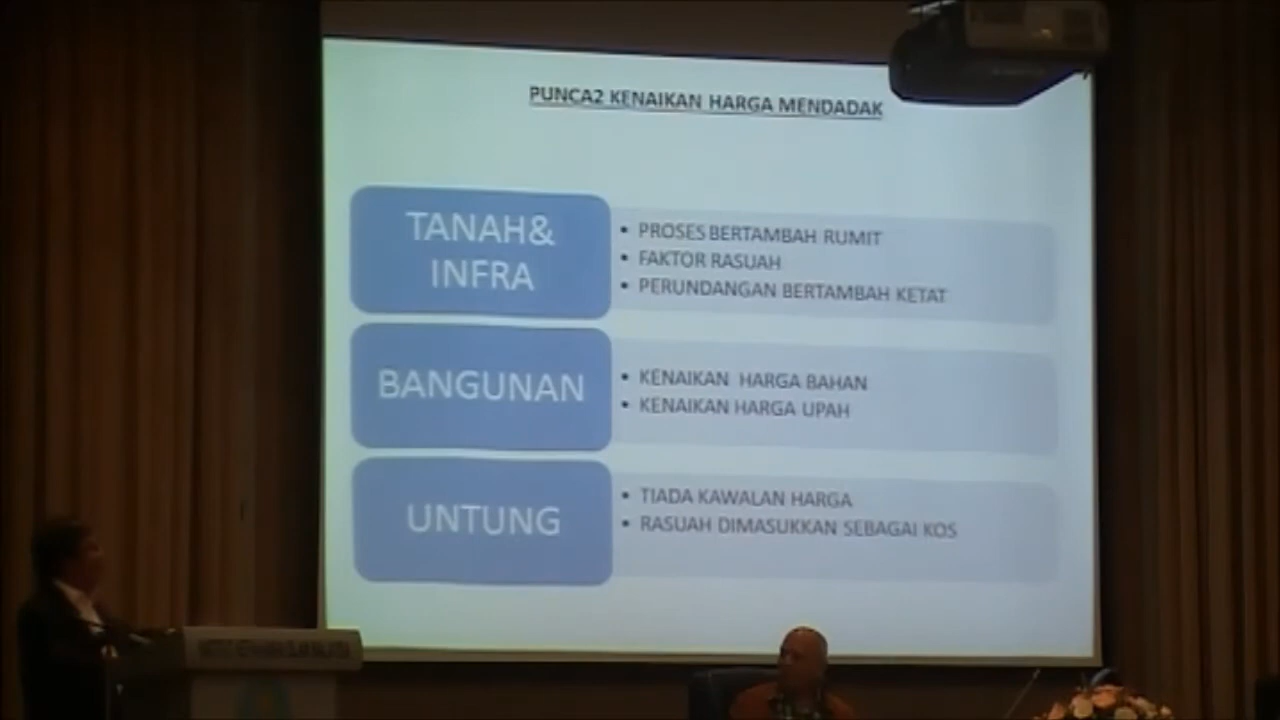 PUNCA2 KENAIKAN HARGA MENDADAK
TANAH&
INFRA
• PROSES BERTAMBAH RUMIT
• FAKTOR RASUAH
• PERUNDANGAN BERTAMBAH KETAT
BANGUNAN
• KENAIKAN HARGA BAHAN
• KENAIKAN HARGA UPAH
UNTUNG
• TIADA KAWALAN HARGA
• RASUAH DIMASUKKAN SEBAGAI KOS